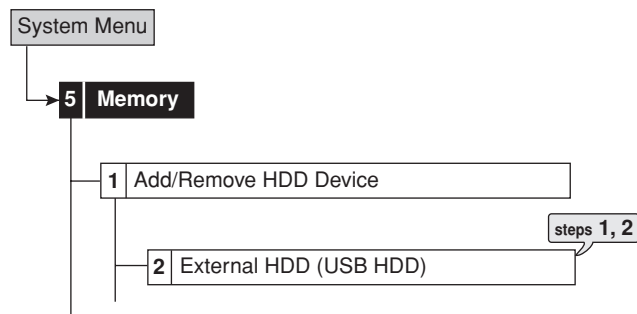 System Menu
5 Memory
1 Add/Remove HDD Device
steps 1, 2
2 External HDD (USB HDD)